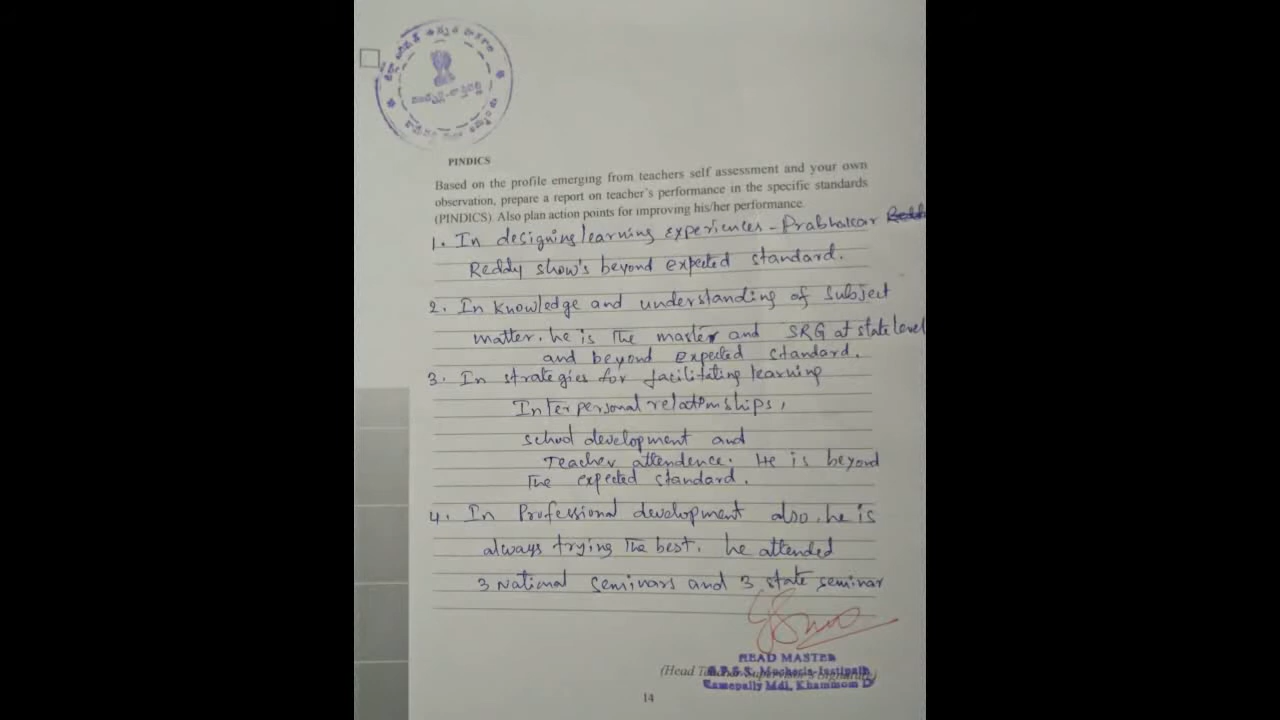 PINDICS
Based on the profile emerging from teachers self assessment and your own
observation, prepare a report on teacher's performance in the specific standards
(PINDICS). Also plan action points for improving his/her performance.
1. In designing learning experiences - Prabhakar
Reddy show's beyond expected standard.
2. In knowledge and understanding of subject
matter. he is The master and SRG at state level
and beyond expected standard.
3. In strategies for facilitating learning
Interpersonal relationships,
school development and
Teacher attendence. He is beyond
The expected standard.
4. In Professional development also. he is
always trying The best. he attended
3 National seminars and 3 state seminar
HEAD MASTER
(Head
Mdl, Khammam
14